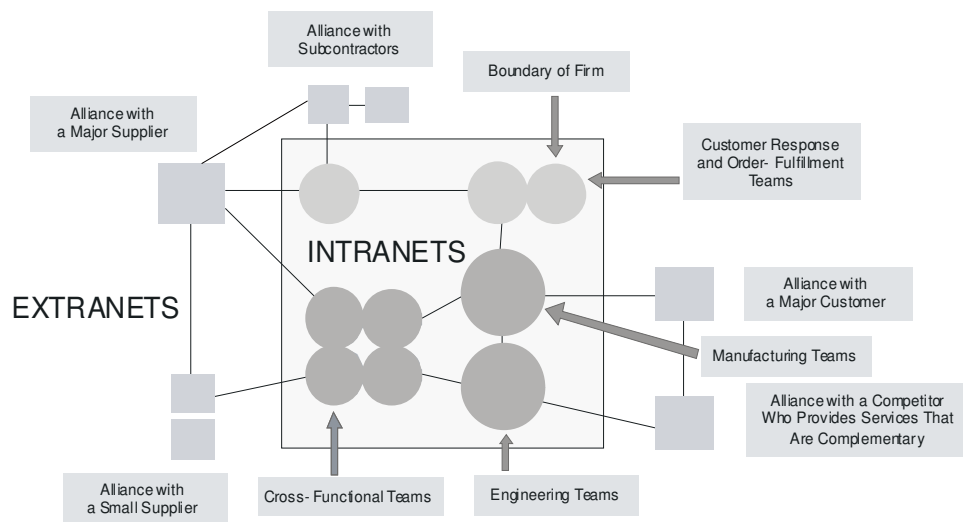 Alliance with
Subcontractors
Boundary of Firm
Alliance with
a Major Supplier
Customer Response
and Order- Fulfillment
Teams
INTRANETS
EXTRANETS
Alliance with
a Major Customer
Manufacturing Teams
Alliance with a Competitor
Who Provides Services That
Are Complementary
Alliance with
a Small Supplier
Cross- Functional Teams
Engineering Teams